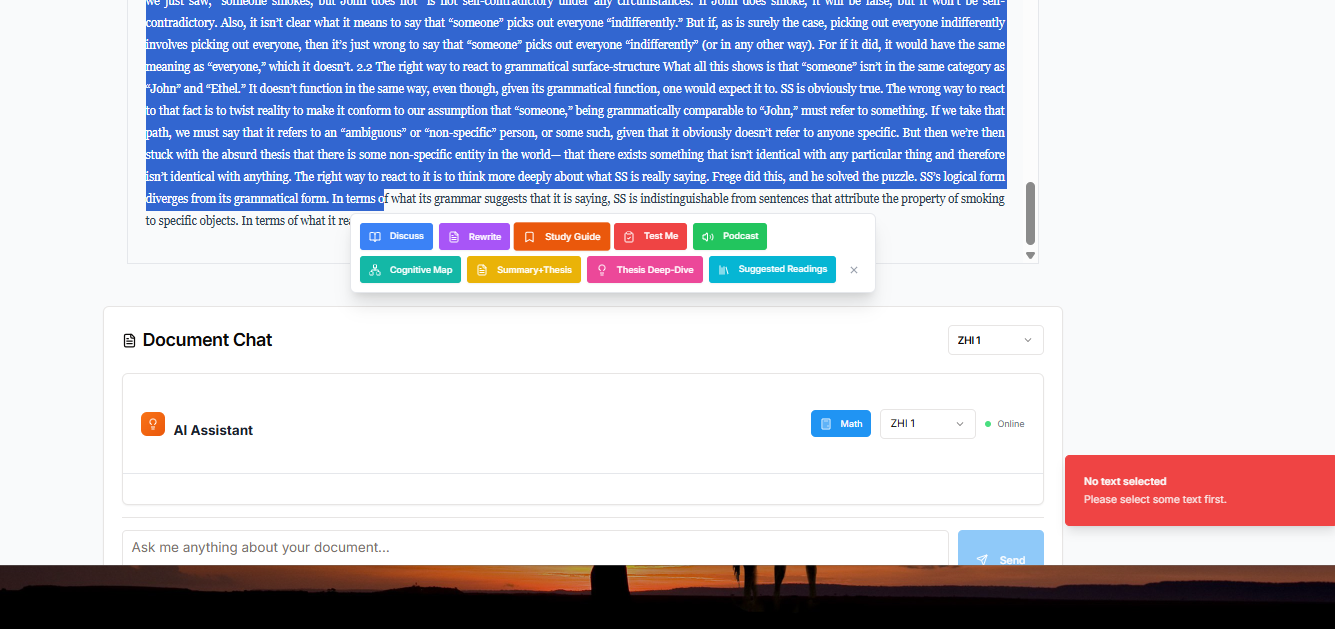 we just saw, “someone smokes, but John does not” is not self-contradictory under any circumstances. If John does smoke, it will be false, but it won’t be self-
contradictory. Also, it isn’t clear what it means to say that “someone” picks out everyone “indifferently.” But if, as is surely the case, picking out everyone indifferently
involves picking out everyone, then it’s just wrong to say that “someone” picks out everyone “indifferently” (or in any other way). For if it did, it would have the same
meaning as “everyone,” which it doesn’t. 2.2 The right way to react to grammatical surface-structure What all this shows is that “someone” isn’t in the same category as
“John” and “Ethel.” It doesn’t function in the same way, even though, given its grammatical function, one would expect it to. SS is obviously true. The wrong way to react
to that fact is to twist reality to make it conform to our assumption that “someone,” being grammatically comparable to “John,” must refer to something. If we take that
path, we must say that it refers to an “ambiguous” or “non-specific” person, or some such, given that it obviously doesn’t refer to anyone specific. But then we’re then
stuck with the absurd thesis that there is some non-specific entity in the world— that there exists something that isn’t identical with any particular thing and therefore
isn’t identical with anything. The right way to react to it is to think more deeply about what SS is really saying. Frege did this, and he solved the puzzle. SS’s logical form
diverges from its grammatical form. In terms of what its grammar suggests that it is saying, SS is indistinguishable from sentences that attribute the property of smoking
to specific objects. In terms of what it rea
Discuss Rewrite Study Guide Test Me Podcast
Cognitive Map Summary+Thesis Thesis Deep-Dive Suggested Readings ×
Document Chat ZHI 1
AI Assistant Math ZHI 1 Online
No text selected
Please select some text first.
Ask me anything about your document...
Send